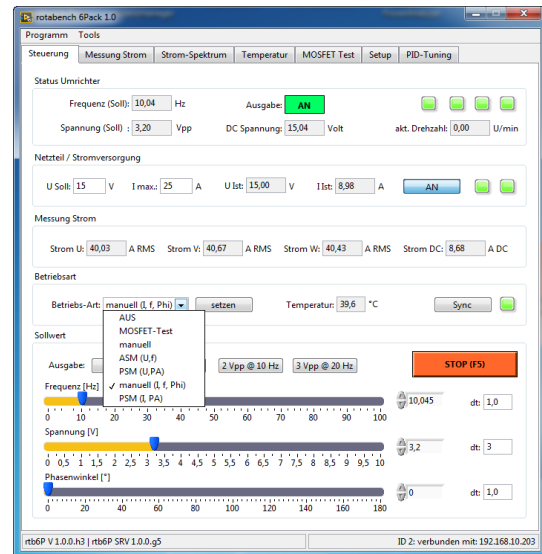 rotabench 6Pack 1.0
Programm Tools
Steuerung Messung Strom Strom-Spektrum Temperatur MOSFET Test Setup PID-Tuning
Status Umrichter
Frequenz (Soll): 10,04 Hz Ausgabe: AN
Spannung (Soll) : 3,20 Vpp DC Spannung: 15,04 Volt akt. Drehzahl: 0,00 U/min
Netzteil / Stromversorgung
U Soll: 15 V I max.: 25 A U Ist: 15,00 V I Ist: 8,98 A AN
Messung Strom
Strom U: 40,03 A RMS Strom V: 40,67 A RMS Strom W: 40,43 A RMS Strom DC: 8,68 A DC
Betriebsart
Betriebs-Art: manuell (I, f, Phi) setzen Temperatur: 39,6 °C Sync
AUS
MOSFET-Test
manuell
ASM (U,f)
PSM (U,PA)
✓ manuell (I, f, Phi)
PSM (I, PA)
Sollwert
Ausgabe: 2 Vpp @ 10 Hz 3 Vpp @ 20 Hz STOP (F5)
Frequenz [Hz]
10,045 dt: 1,0
0 10 20 30 40 50 60 70 80 90 100
Spannung [V]
3,2 dt: 3
0 0,5 1 1,5 2 2,5 3 3,5 4 4,5 5 5,5 6 6,5 7 7,5 8 8,5 9 9,5 10
Phasenwinkel [°]
0 dt: 1,0
0 20 40 60 80 100 120 140 160 180
rtb6P V 1.0.0.h3 | rtb6P SRV 1.0.0.g5 ID 2: verbunden mit: 192.168.10.203